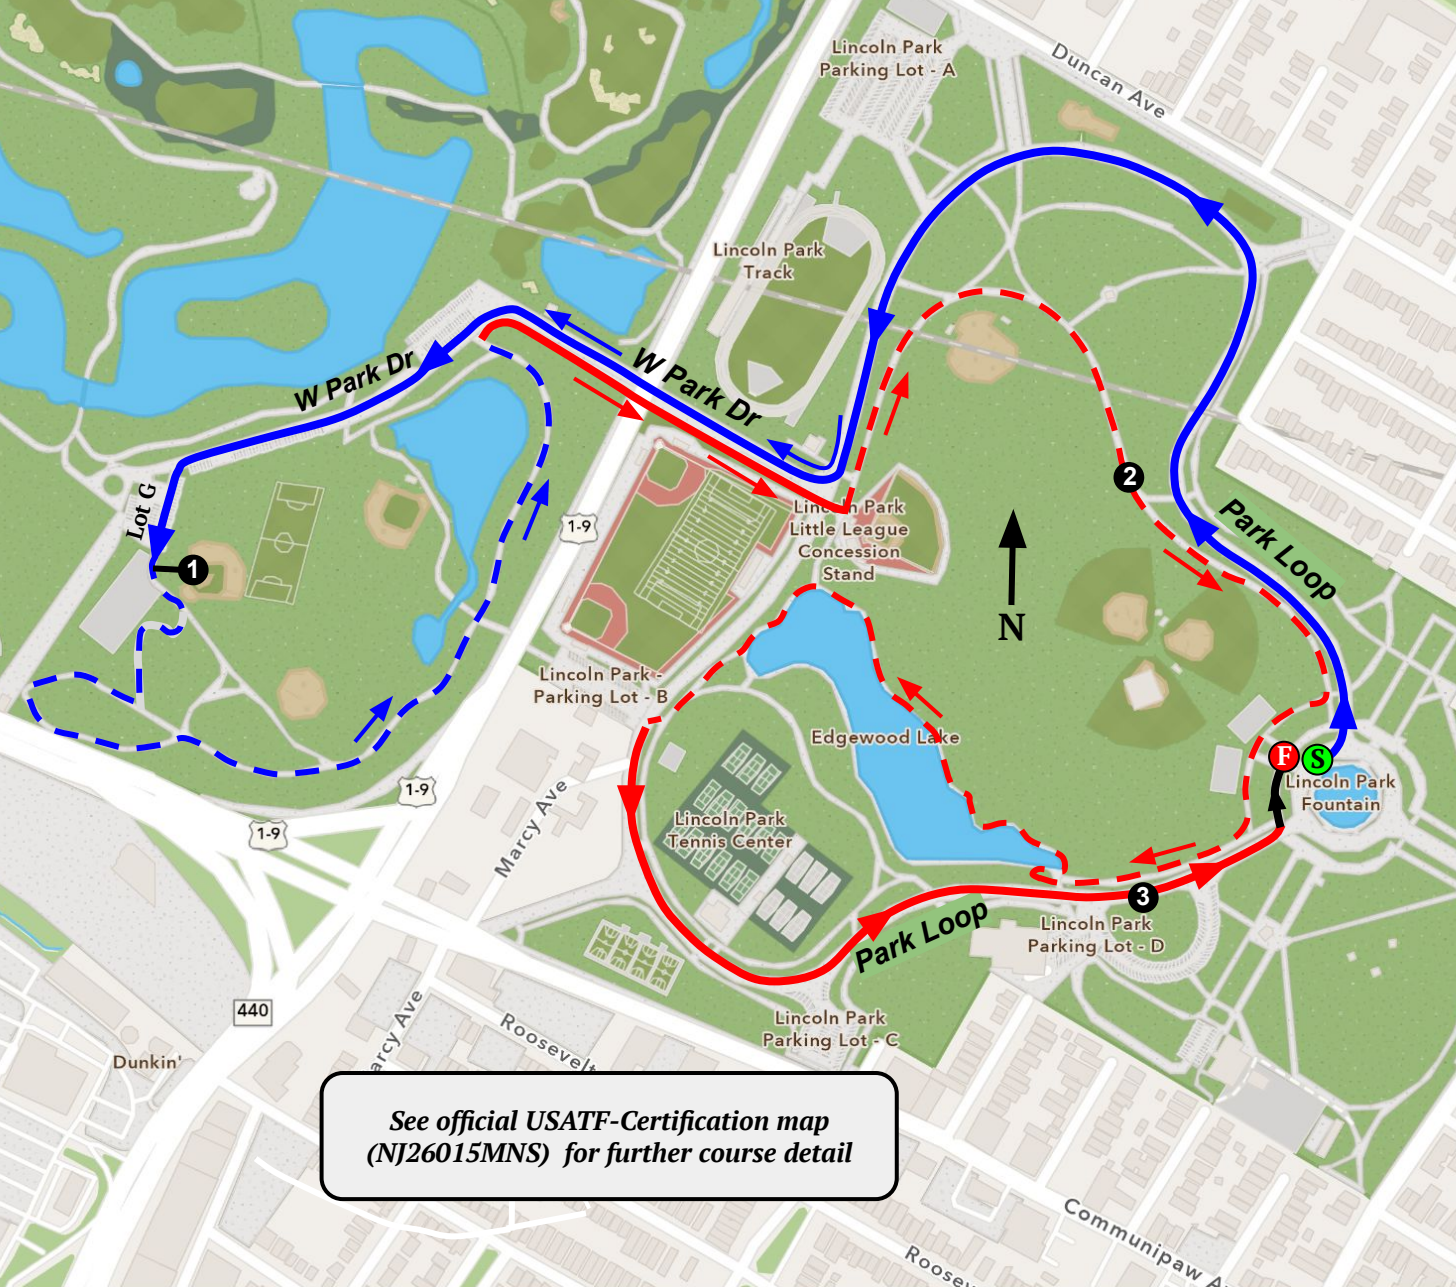 Lincoln Park
Parking Lot - A
Duncan Ave
Lincoln Park
Track
W Park Dr
W Park Dr
Lot G
1
1-9
Lincoln Park
Little League
Concession
Stand
2
Park Loop
N
Lincoln Park -
Parking Lot - B
Edgewood Lake
F
S
Lincoln Park
Fountain
1-9
1-9
Marcy Ave
Lincoln Park
Tennis Center
3
Park Loop
Lincoln Park
Parking Lot - D
440
Marcy Ave
Roosevelt
Lincoln Park
Parking Lot - C
Dunkin'
See official USATF-Certification map
(NJ26015MNS) for further course detail
Communipaw A
Roosev